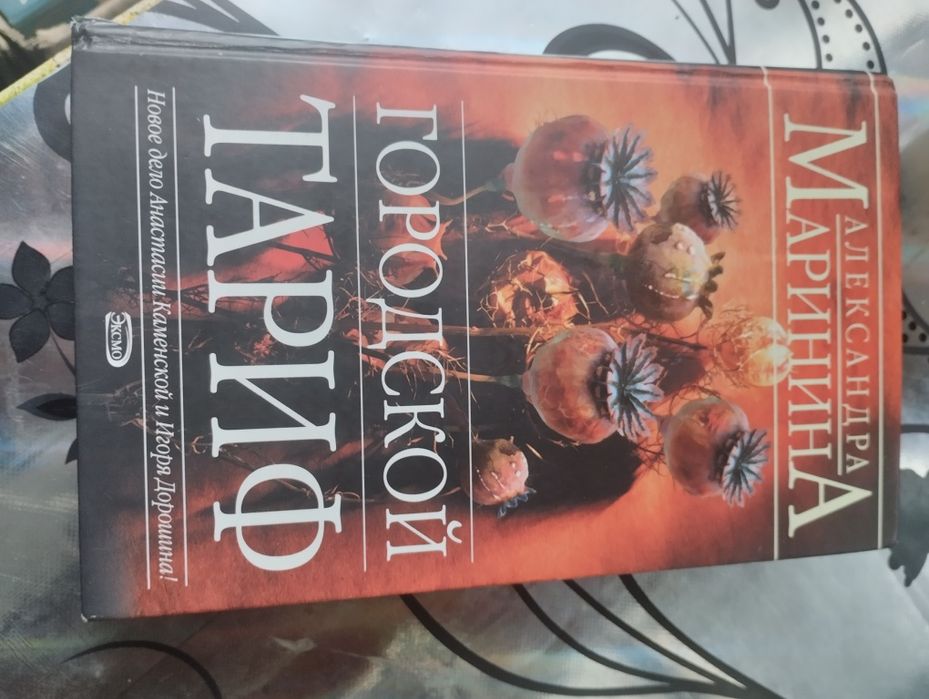 АЛЕКСАНДРА
МАРИНИНА
ГОРОДСКОЙ
ТАРИФ
Новое дело Анастасии Каменской и Игоря Дорошина!
ЭКСМО